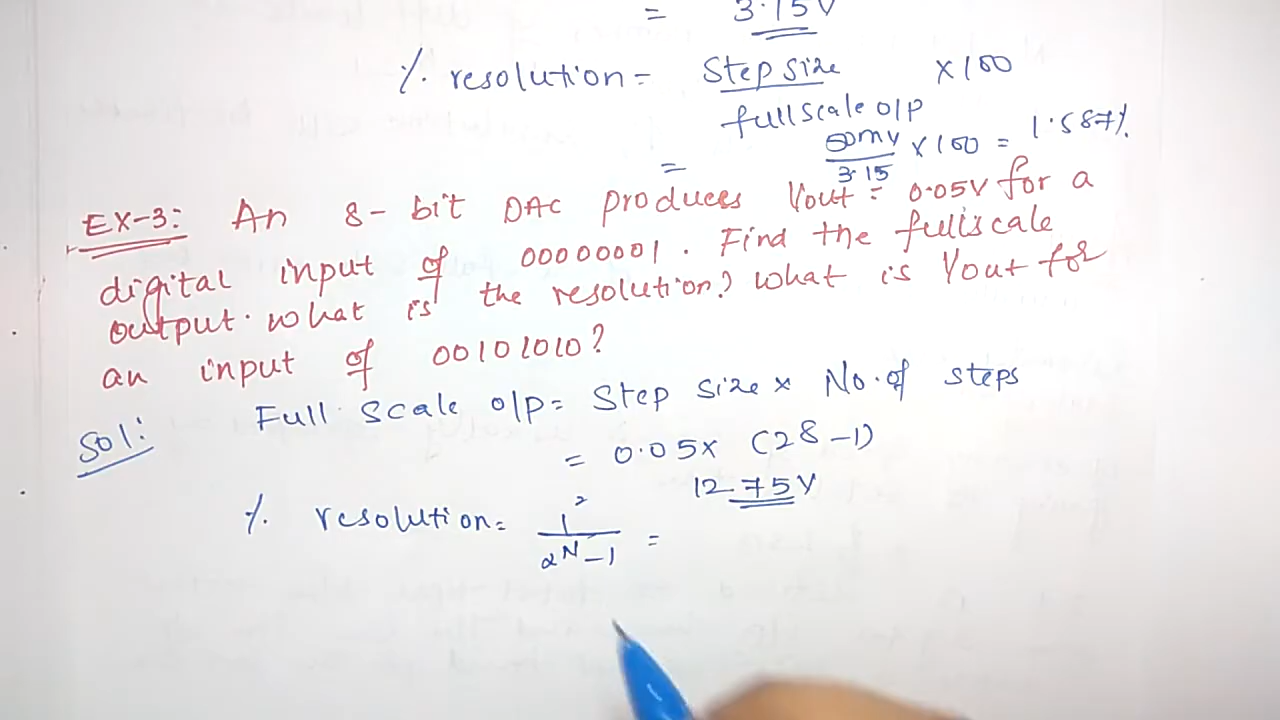 = 3.15V
% resolution = Step size / full scale o/p × 100
= 50mV / 3.15 × 100 = 1.587%
EX-3: An 8-bit DAC produces Vout = 0.05V for a
digital input of 00000001. Find the fullscale
output. what is the resolution? what is Vout for
an input of 00101010?
Sol: Full scale o/p = Step size × No. of steps
= 0.05 × (2^8 - 1)
= 12.75V
% resolution = 1 / 2^N - 1 =